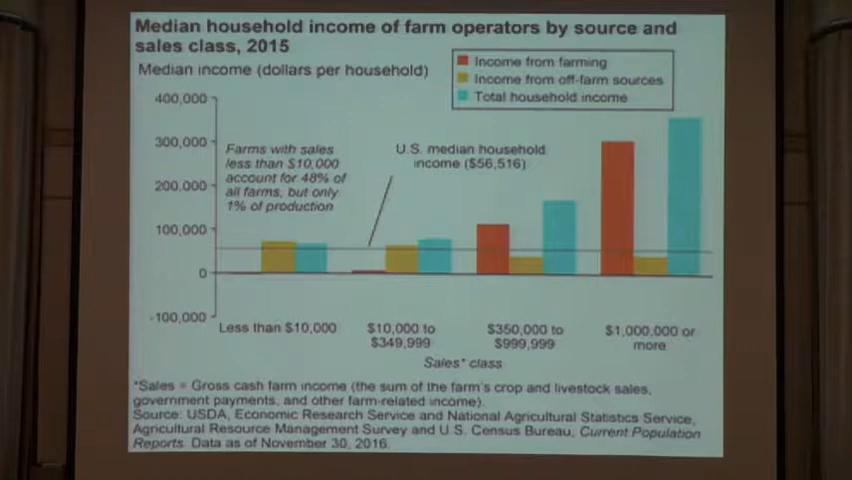 Median household income of farm operators by source and
sales class, 2015
Median income (dollars per household)
Income from farming
Income from off-farm sources
Total household income
400,000
300,000
200,000
100,000
0
-100,000
Farms with sales
less than $10,000
account for 48% of
all farms, but only
1% of production
U.S. median household
income ($56,516)
Less than $10,000
$10,000 to
$349,999
$350,000 to
$999,999
$1,000,000 or
more
Sales* class
*Sales = Gross cash farm income (the sum of the farm's crop and livestock sales,
government payments, and other farm-related income).
Source: USDA, Economic Research Service and National Agricultural Statistics Service,
Agricultural Resource Management Survey and U.S. Census Bureau, Current Population
Reports. Data as of November 30, 2016.